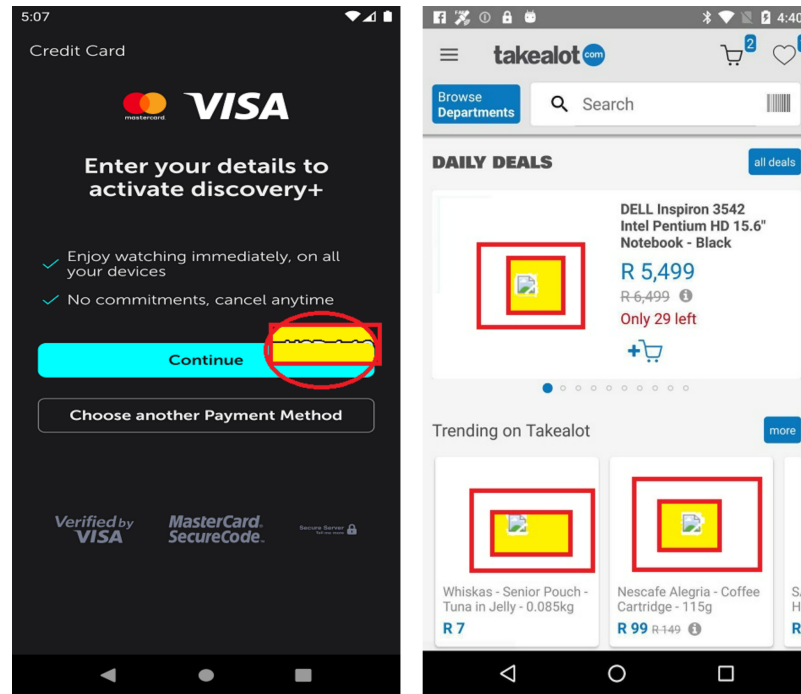 5:07
Credit Card
mastercard
VISA
Enter your details to
activate discovery+
Enjoy watching immediately, on all
your devices
No commitments, cancel anytime
Continue
Choose another Payment Method
Verified by
VISA
MasterCard.
SecureCode.
Secure Server
4:40
takealot
com
2
Browse
Departments
Search
DAILY DEALS
all deals
DELL Inspiron 3542
Intel Pentium HD 15.6"
Notebook - Black
R 5,499
R 6,499
Only 29 left
Trending on Takealot
more
Whiskas - Senior Pouch -
Tuna in Jelly - 0.085kg
R 7
Nescafe Alegria - Coffee
Cartridge - 115g
R 99 R 149